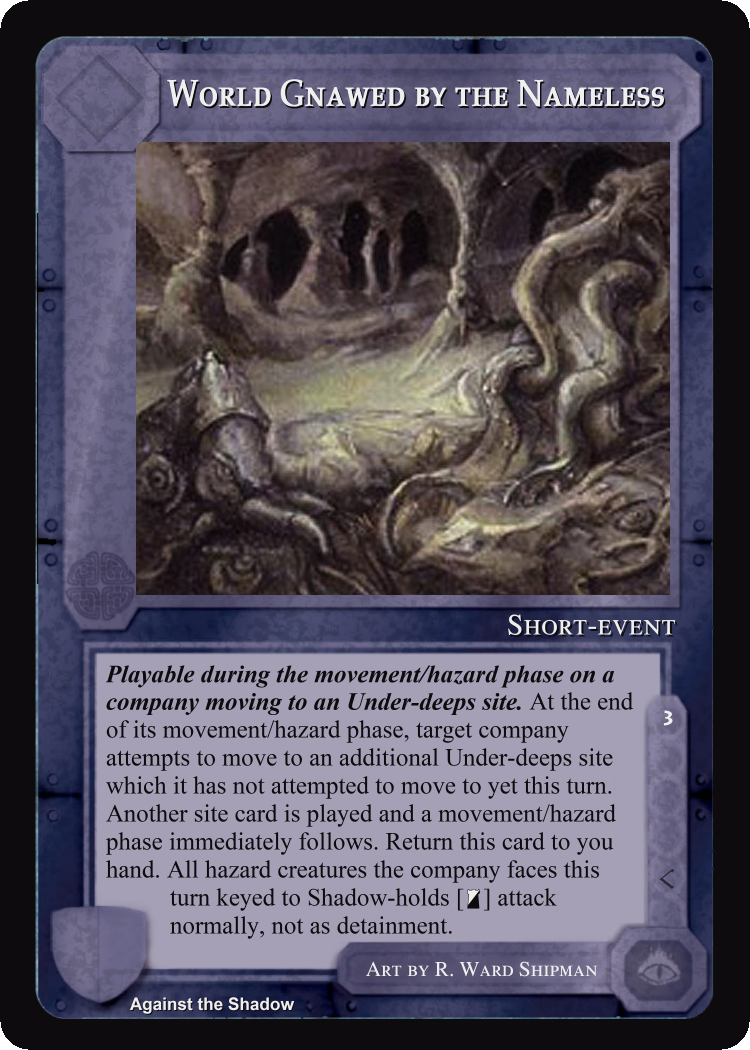 World Gnawed by the Nameless
Short-event
Playable during the movement/hazard phase on a
company moving to an Under-deeps site. At the end
of its movement/hazard phase, target company
attempts to move to an additional Under-deeps site
which it has not attempted to move to yet this turn.
Another site card is played and a movement/hazard
phase immediately follows. Return this card to you
hand. All hazard creatures the company faces this
turn keyed to Shadow-holds [ ] attack
normally, not as detainment.
3
Art by R. Ward Shipman
Against the Shadow